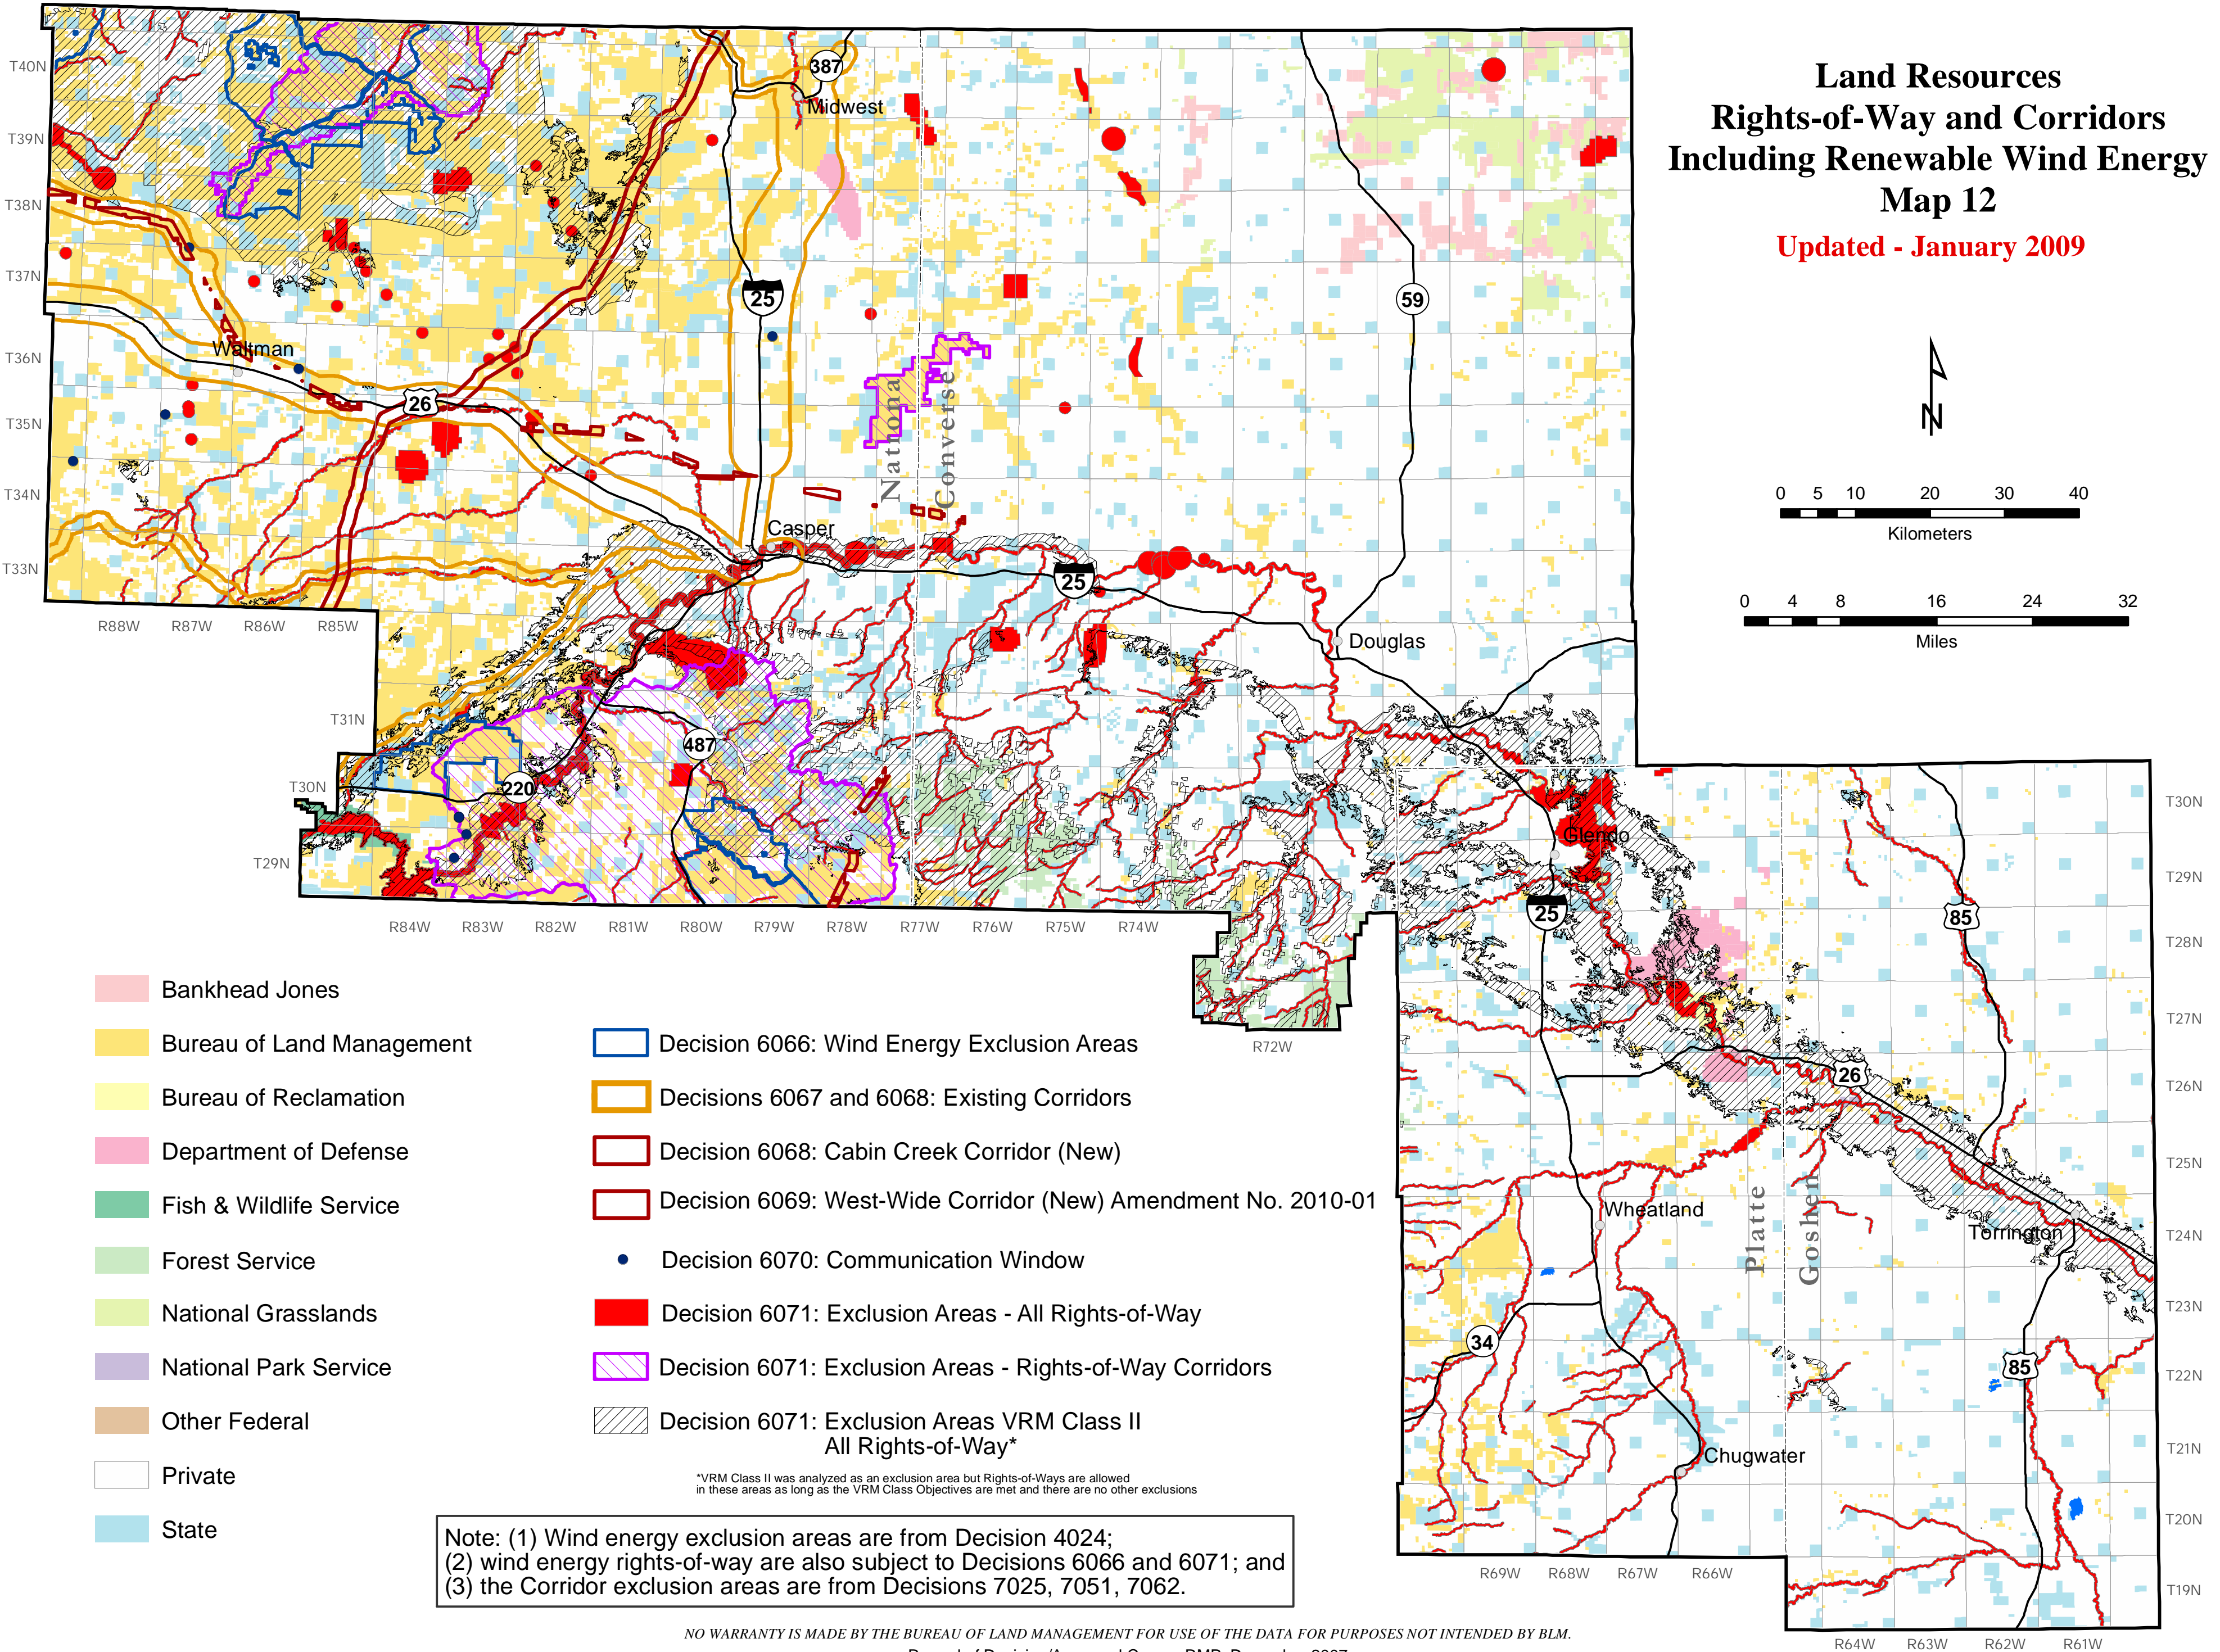 Land Resources
Rights-of-Way and Corridors
Including Renewable Wind Energy
Map 12
Updated - January 2009
N
0 5 10 20 30 40
Kilometers
0 4 8 16 24 32
Miles
T40N
T39N
T38N
T37N
T36N
T35N
T34N
T33N
R88W R87W R86W R85W
T31N
T30N
T29N
R84W R83W R82W R81W R80W R79W R78W R77W R76W R75W R74W
R72W
387
Midwest
25
59
Waltman
26
National
Converse
Casper
25
Douglas
487
220
Glendo
25
85
26
Platte
Goshen
Wheatland
Torrington
34
85
Chugwater
T30N
T29N
T28N
T27N
T26N
T25N
T24N
T23N
T22N
T21N
T20N
T19N
R69W R68W R67W R66W
R64W R63W R62W R61W
Bankhead Jones
Bureau of Land Management
Bureau of Reclamation
Department of Defense
Fish & Wildlife Service
Forest Service
National Grasslands
National Park Service
Other Federal
Private
State
Decision 6066: Wind Energy Exclusion Areas
Decisions 6067 and 6068: Existing Corridors
Decision 6068: Cabin Creek Corridor (New)
Decision 6069: West-Wide Corridor (New) Amendment No. 2010-01
Decision 6070: Communication Window
Decision 6071: Exclusion Areas - All Rights-of-Way
Decision 6071: Exclusion Areas - Rights-of-Way Corridors
Decision 6071: Exclusion Areas VRM Class II
All Rights-of-Way*
*VRM Class II was analyzed as an exclusion area but Rights-of-Ways are allowed
in these areas as long as the VRM Class Objectives are met and there are no other exclusions
Note: (1) Wind energy exclusion areas are from Decision 4024;
(2) wind energy rights-of-way are also subject to Decisions 6066 and 6071; and
(3) the Corridor exclusion areas are from Decisions 7025, 7051, 7062.
NO WARRANTY IS MADE BY THE BUREAU OF LAND MANAGEMENT FOR USE OF THE DATA FOR PURPOSES NOT INTENDED BY BLM.